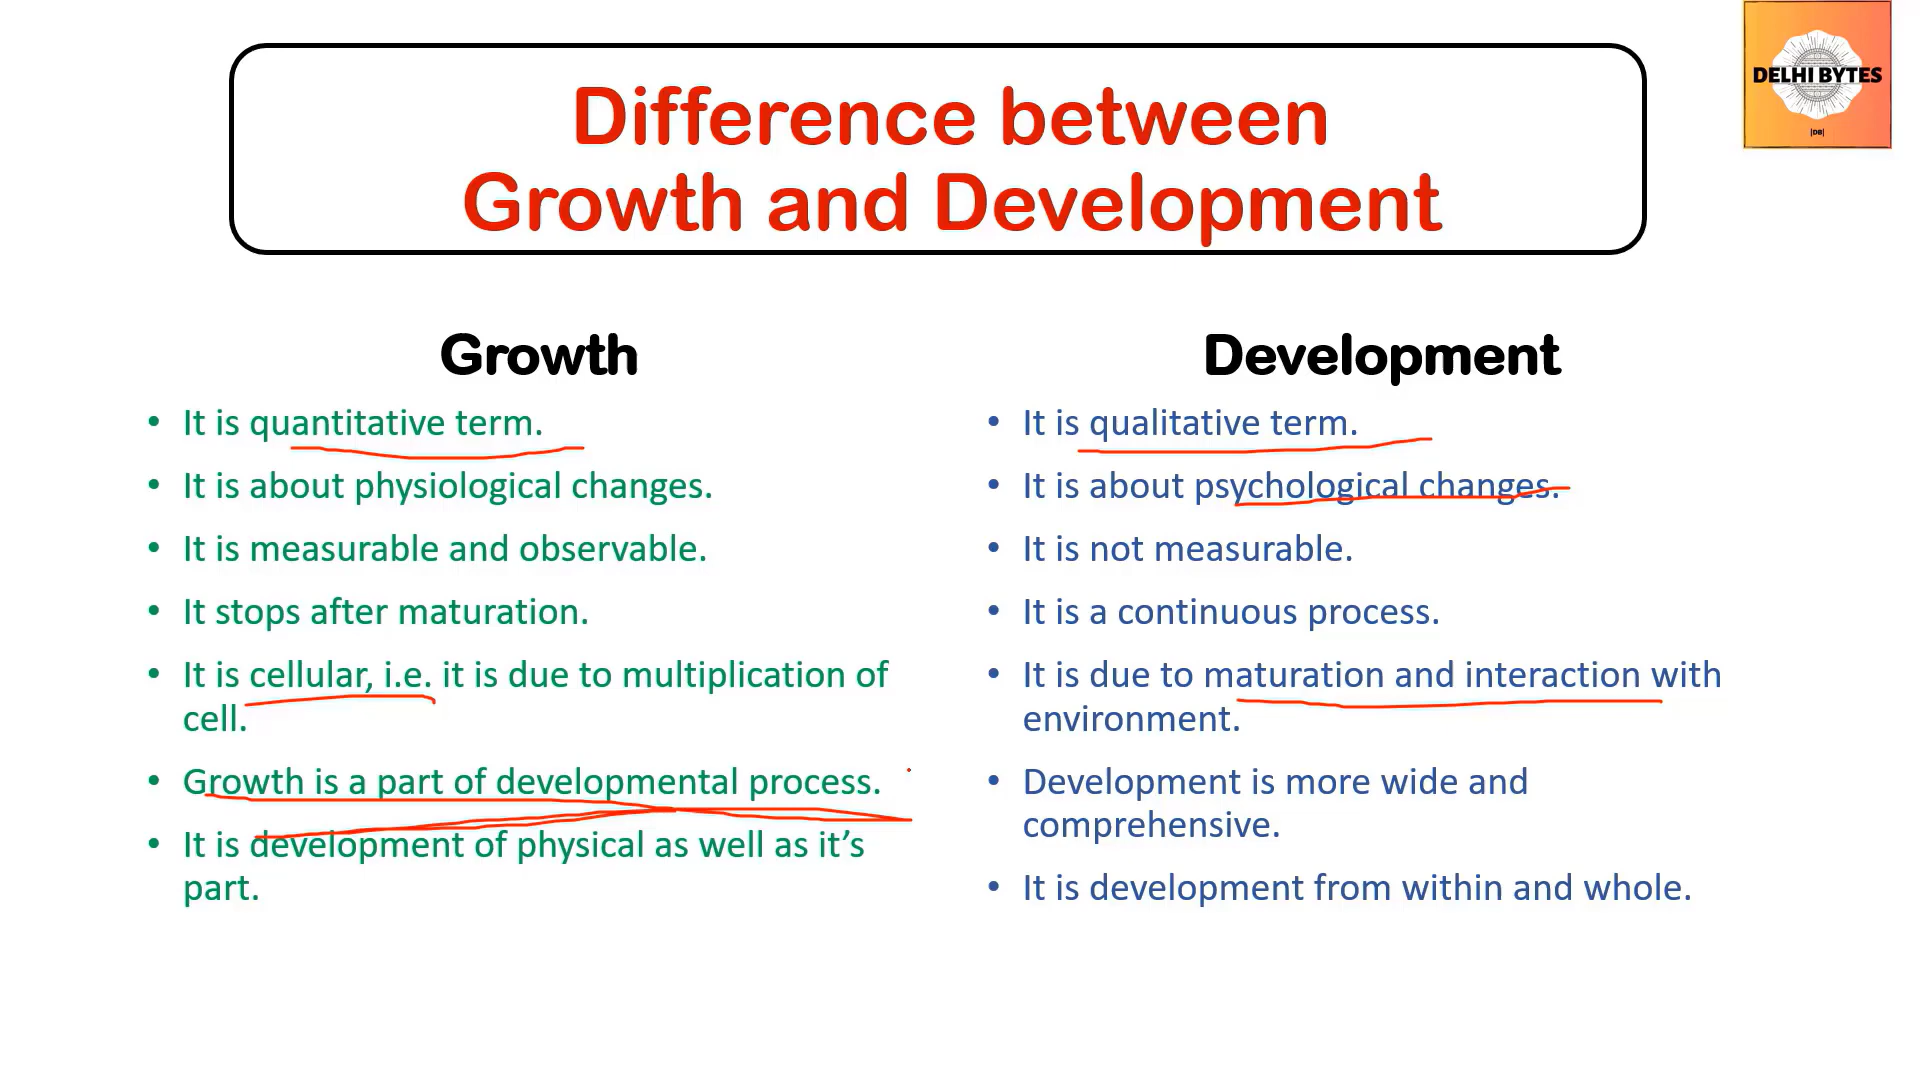 DELHI BYTES
|DB|
Difference between
Growth and Development
Growth
• It is quantitative term.
• It is about physiological changes.
• It is measurable and observable.
• It stops after maturation.
• It is cellular, i.e. it is due to multiplication of
cell.
• Growth is a part of developmental process.
• It is development of physical as well as it’s
part.
Development
• It is qualitative term.
• It is about psychological changes.
• It is not measurable.
• It is a continuous process.
• It is due to maturation and interaction with
environment.
• Development is more wide and
comprehensive.
• It is development from within and whole.